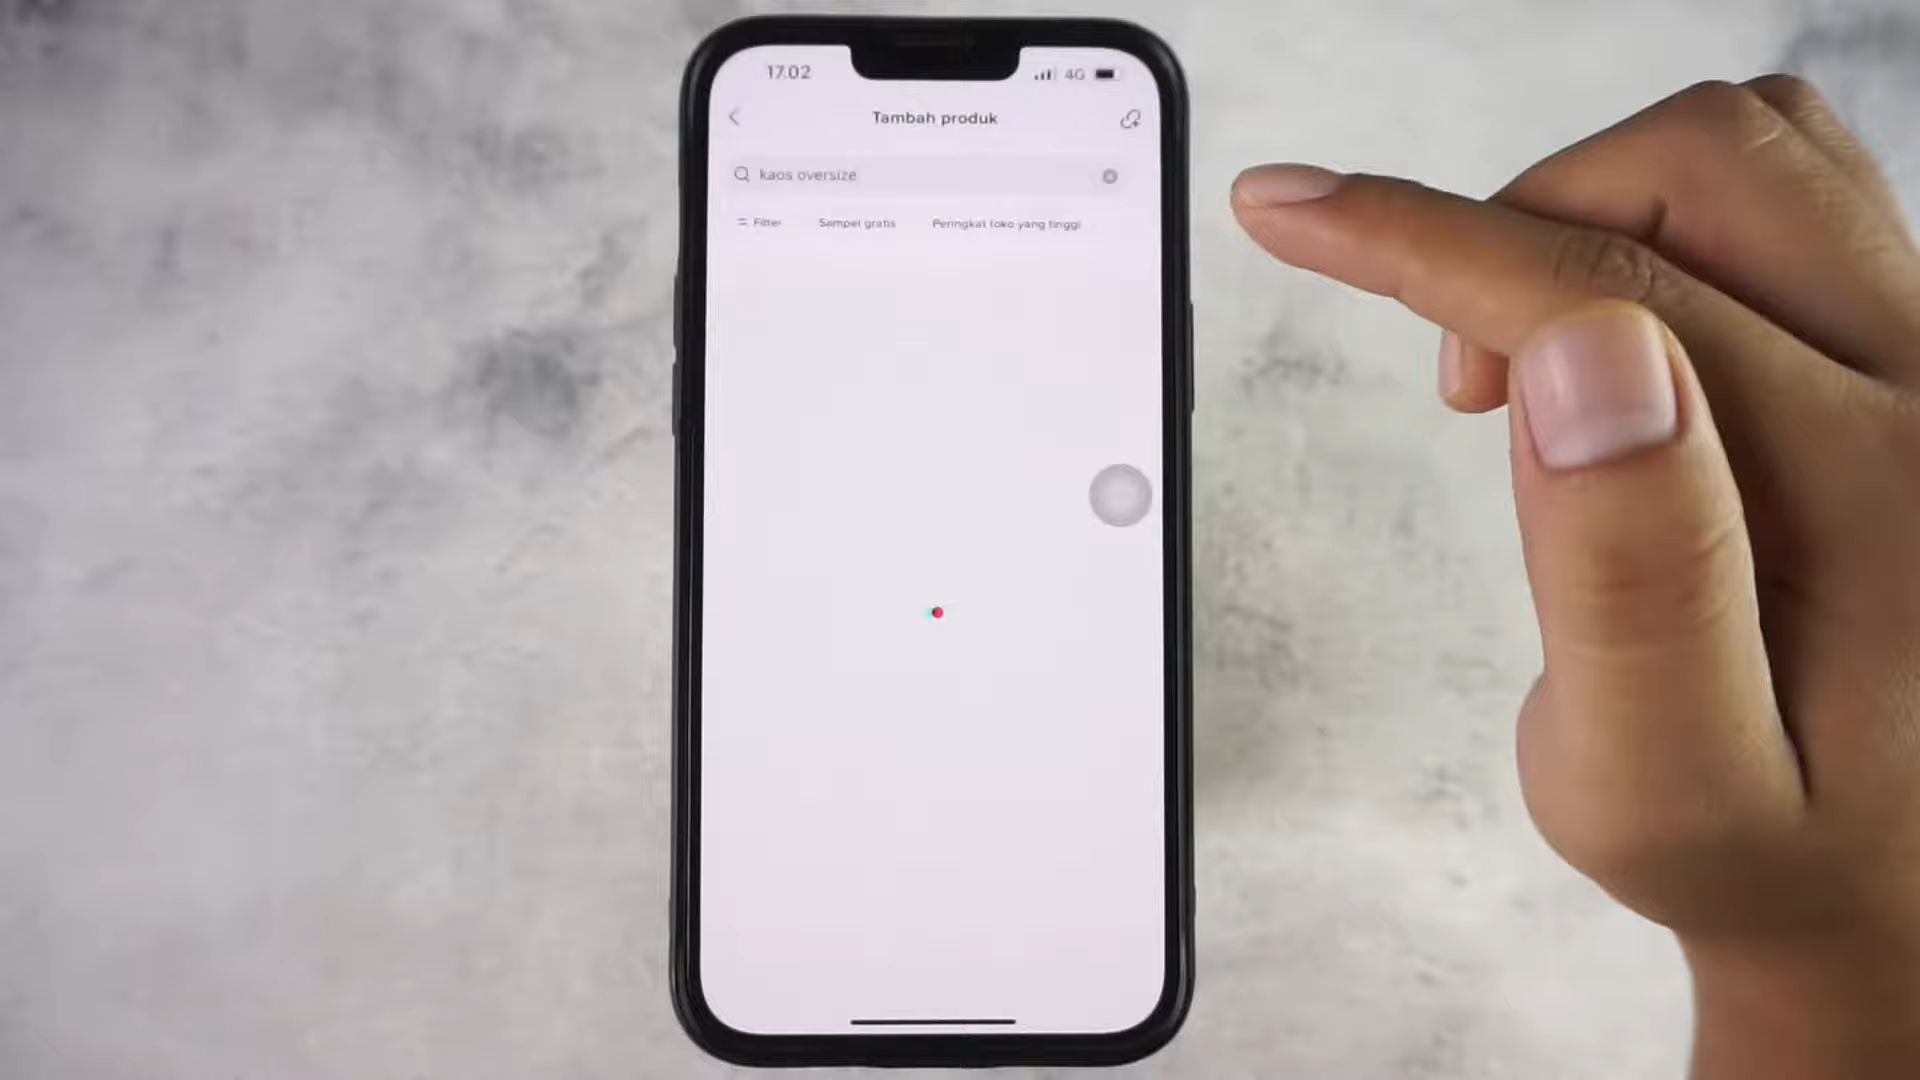 17.02 4G
Tambah produk
kaos oversize
Filter Sampel gratis Peringkat toko yang tinggi